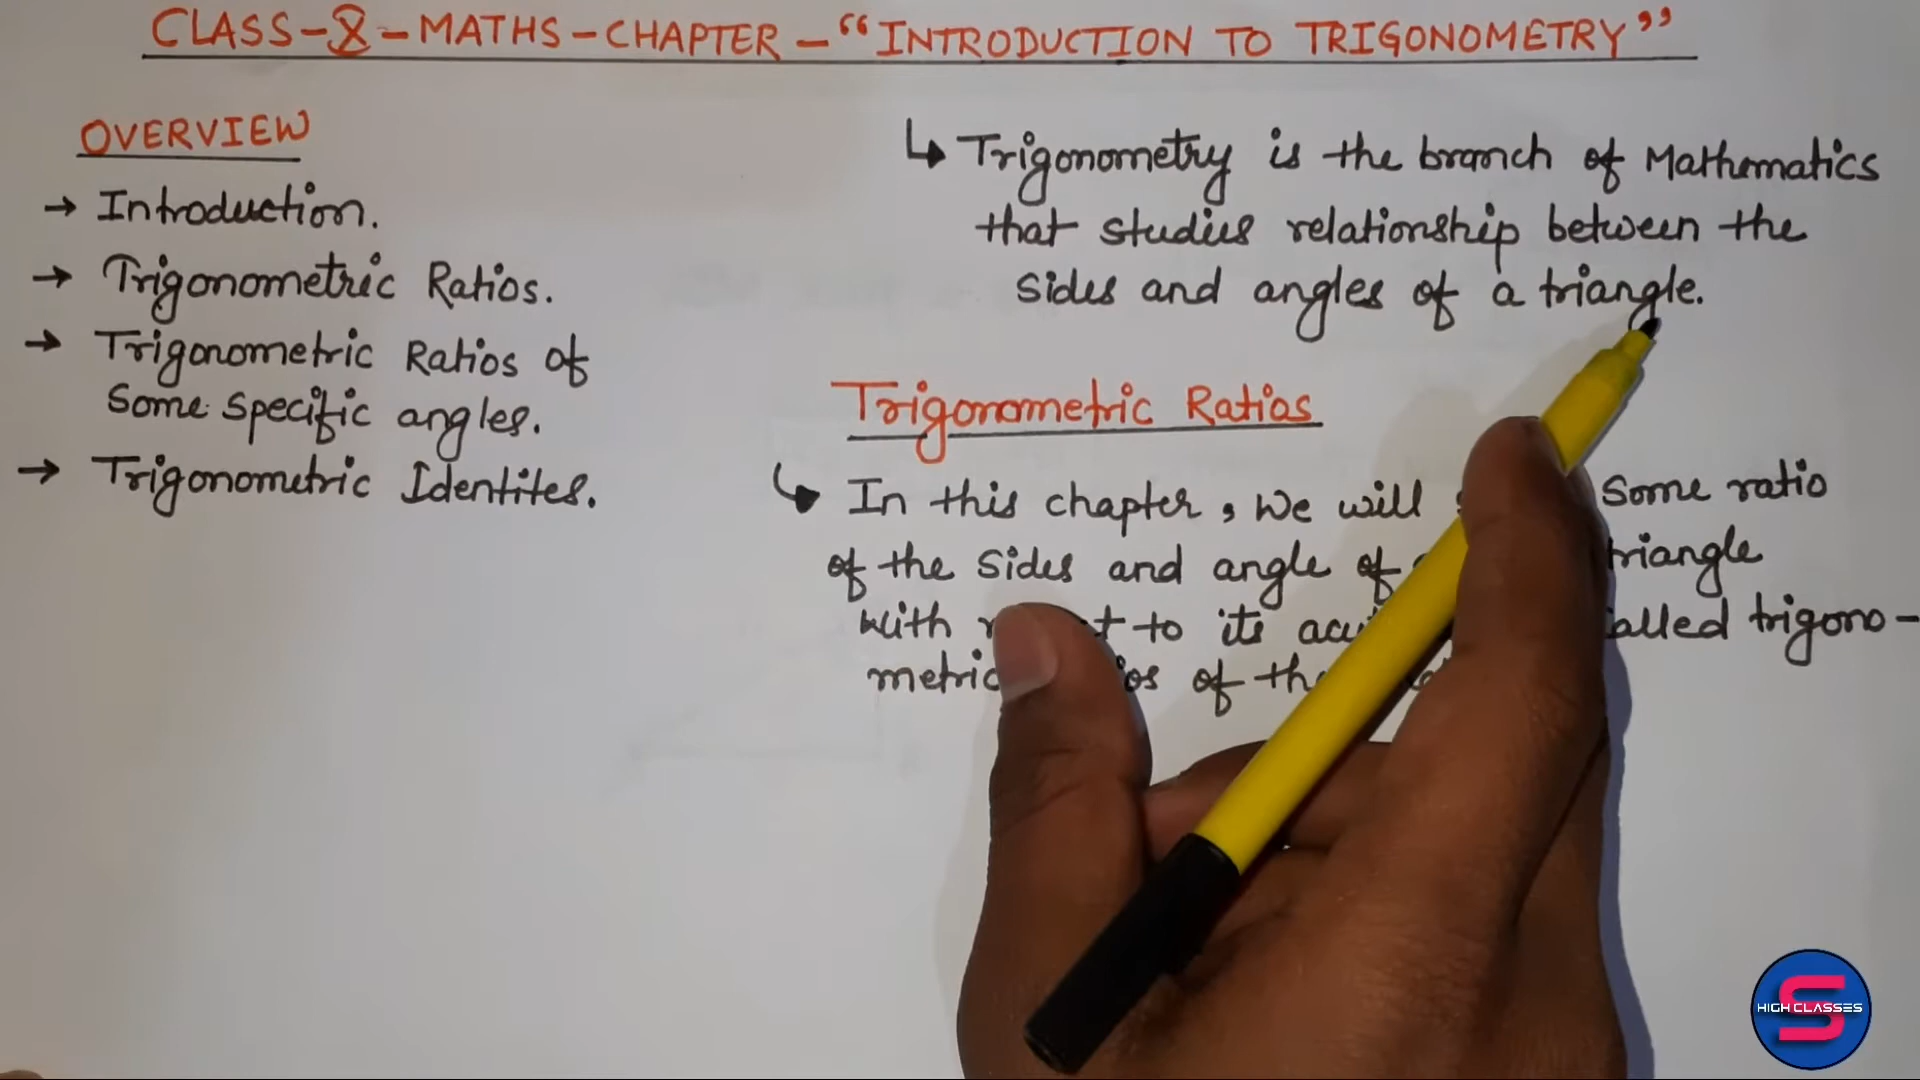 CLASS-X-MATHS-CHAPTER-“INTRODUCTION TO TRIGONOMETRY”
OVERVIEW
→ Introduction.
→ Trigonometric Ratios.
→ Trigonometric Ratios of
Some Specific angles.
→ Trigonometric Identites.
↳ Trigonometry is the branch of Mathematics
that studies relationship between the
sides and angles of a triangle.
Trigonometric Ratios
↳ In this chapter, We will Some ratio
of the Sides and angle of
with to its alled trigono-
metric of
HIGH CLASSES